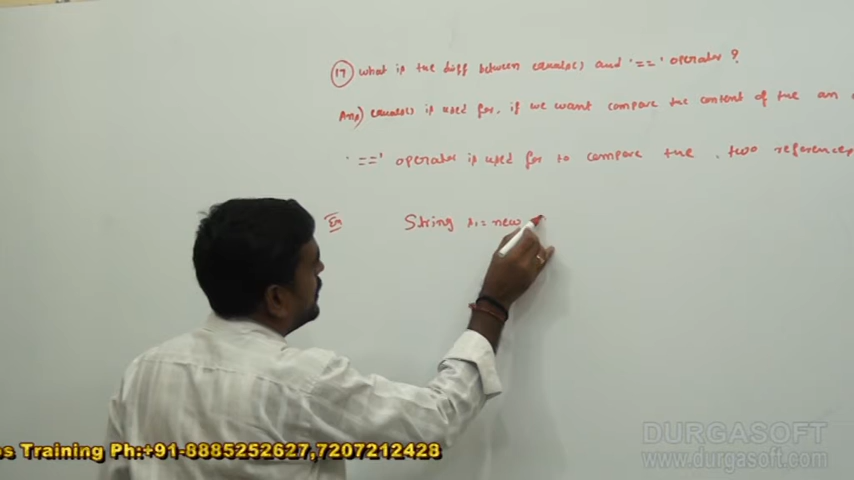 17 what is the diff between equals() and '==' operator ?
Ans) equals() is used for, if we want compare the content of the an
'==' operator is used for to compare the two references
Ex String s1 = new
DURGASOFT
www.durgasoft.com
os Training Ph:+91-8885252627,7207212428